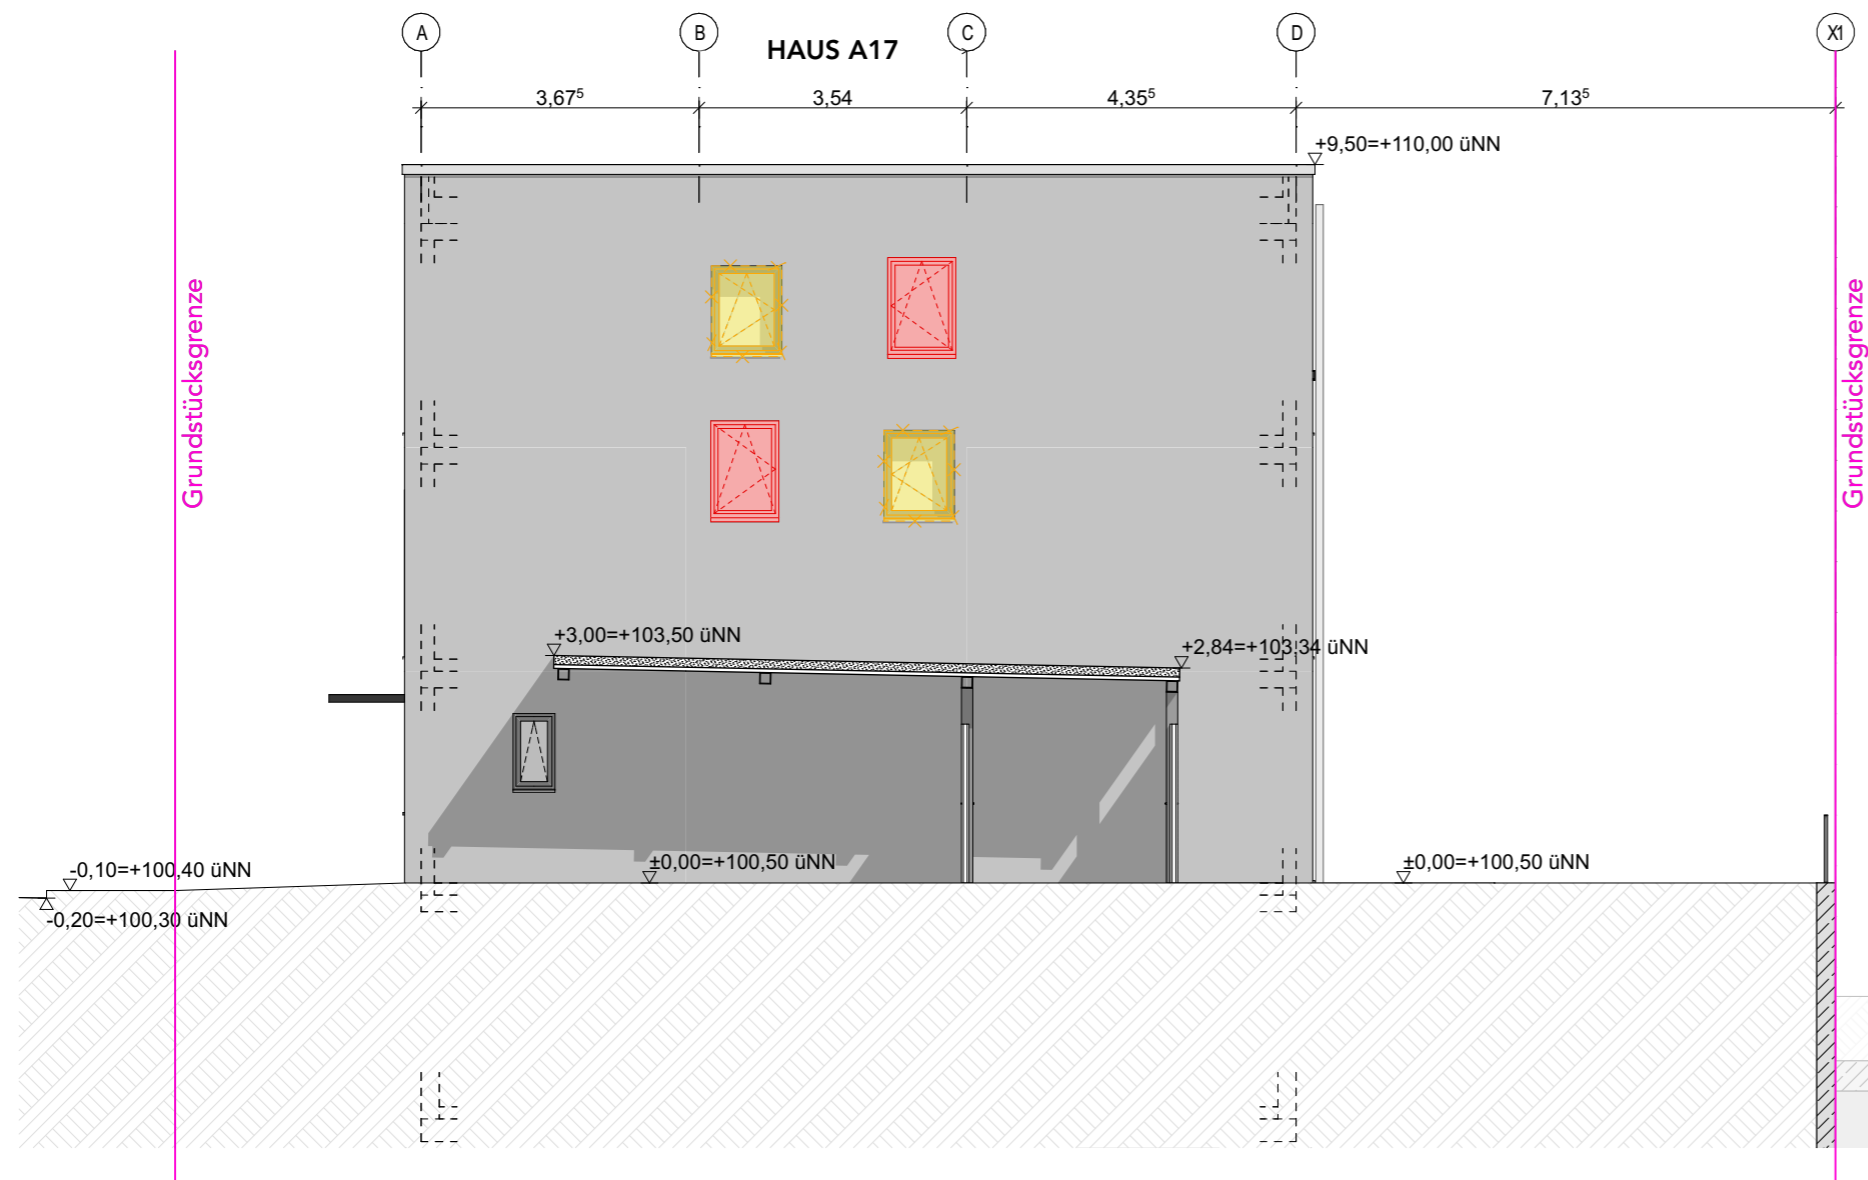 A
B
C
D
X1
HAUS A17
3,67⁵
3,54
4,35⁵
7,13⁵
+9,50=+110,00 üNN
Grundstücksgrenze
Grundstücksgrenze
+3,00=+103,50 üNN
+2,84=+103,34 üNN
±0,00=+100,50 üNN
±0,00=+100,50 üNN
-0,10=+100,40 üNN
-0,20=+100,30 üNN